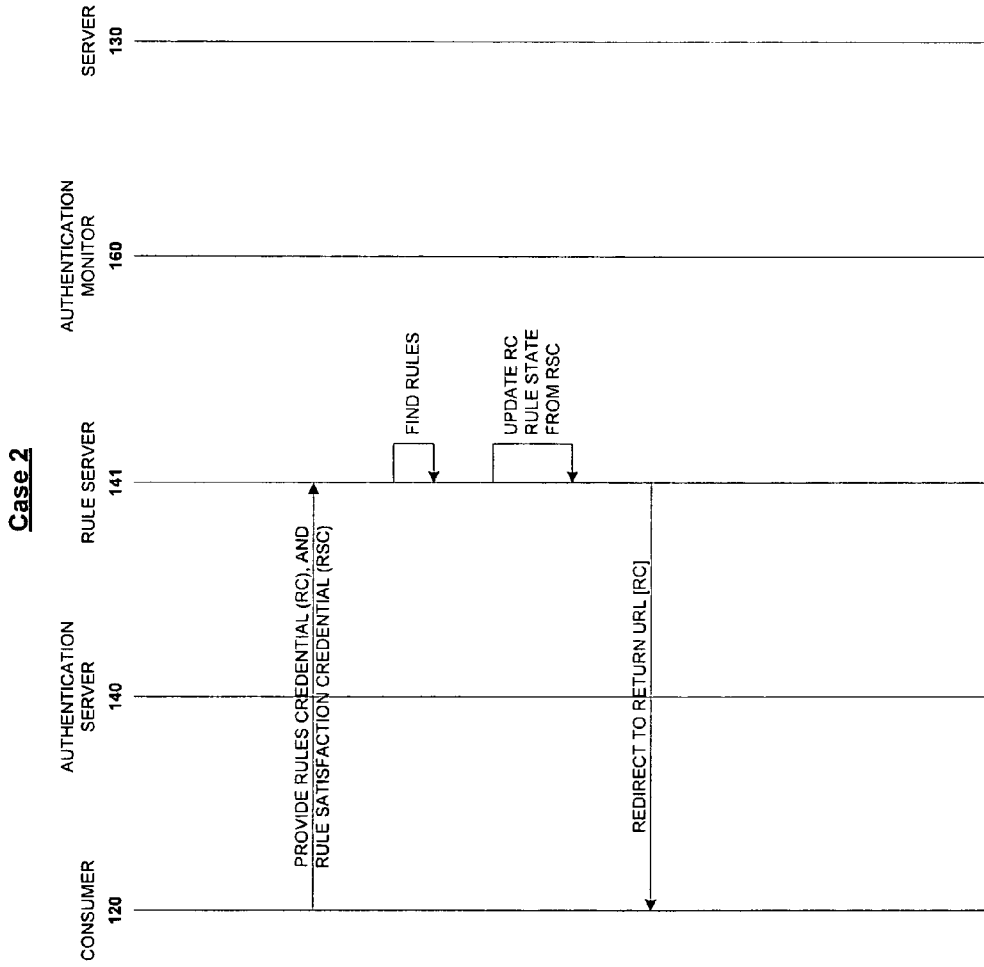 Case 2
CONSUMER
120
AUTHENTICATION
SERVER
140
RULE SERVER
141
AUTHENTICATION
MONITOR
160
SERVER
130
PROVIDE RULES CREDENTIAL (RC), AND
RULE SATISFACTION CREDENTIAL (RSC)
FIND RULES
UPDATE RC
RULE STATE
FROM RSC
REDIRECT TO RETURN URL [RC]